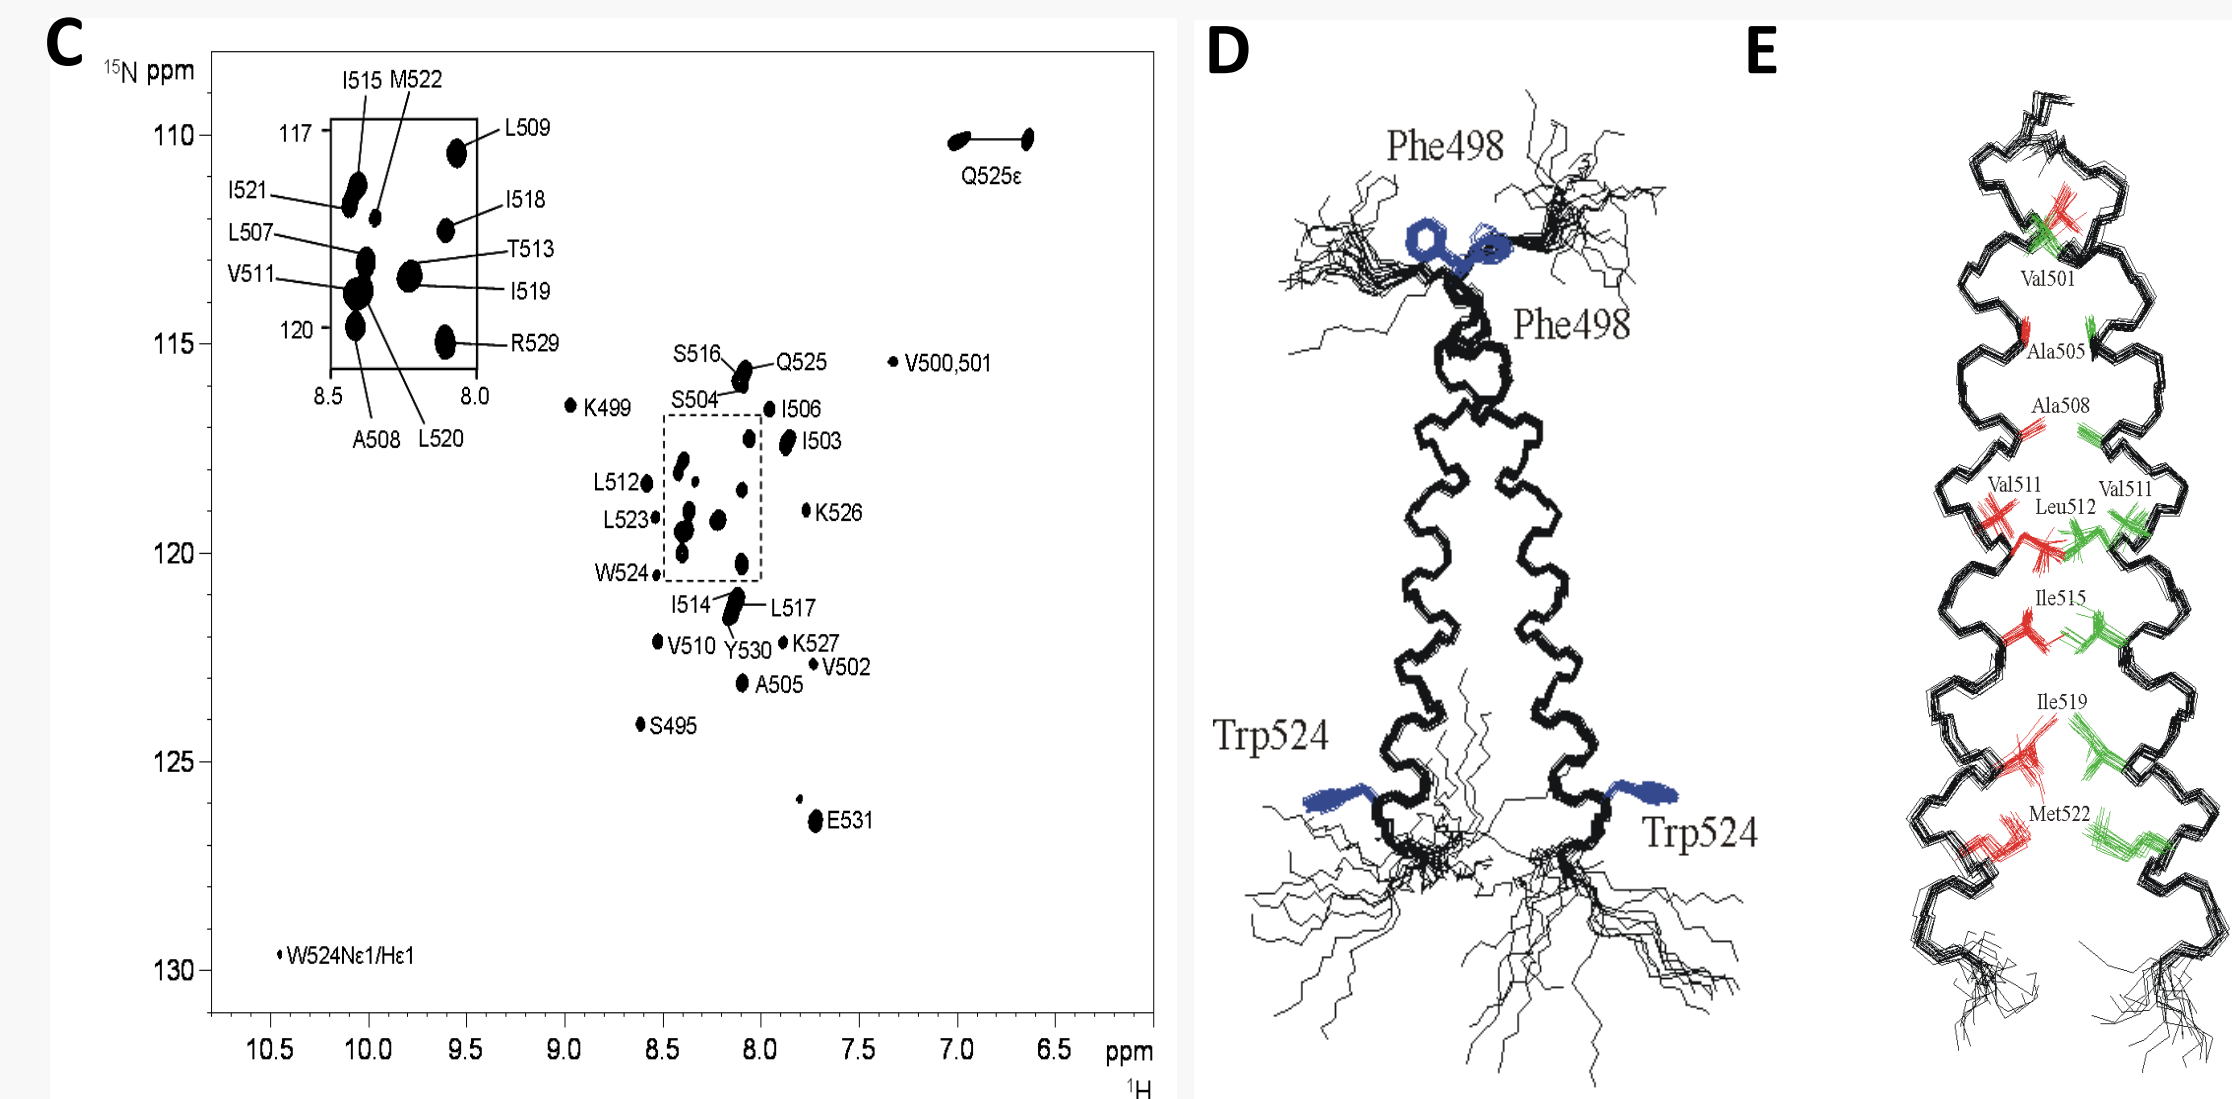 C
15N ppm
110
115
120
125
130
I515 M522
117
L509
I521
I518
L507
T513
V511
I519
120
R529
8.5
8.0
A508
L520
Q525ε
S516
Q525
V500,501
S504
K499
I506
I503
L512
L523
K526
W524
I514
L517
V510
Y530
K527
V502
A505
S495
E531
W524Nε1/Hε1
10.5 10.0 9.5 9.0 8.5 8.0 7.5 7.0 6.5 ppm
1H
D
Phe498
Phe498
Trp524
Trp524
E
Val501
Ala505
Ala508
Val511
Val511
Leu512
Ile515
Ile519
Met522